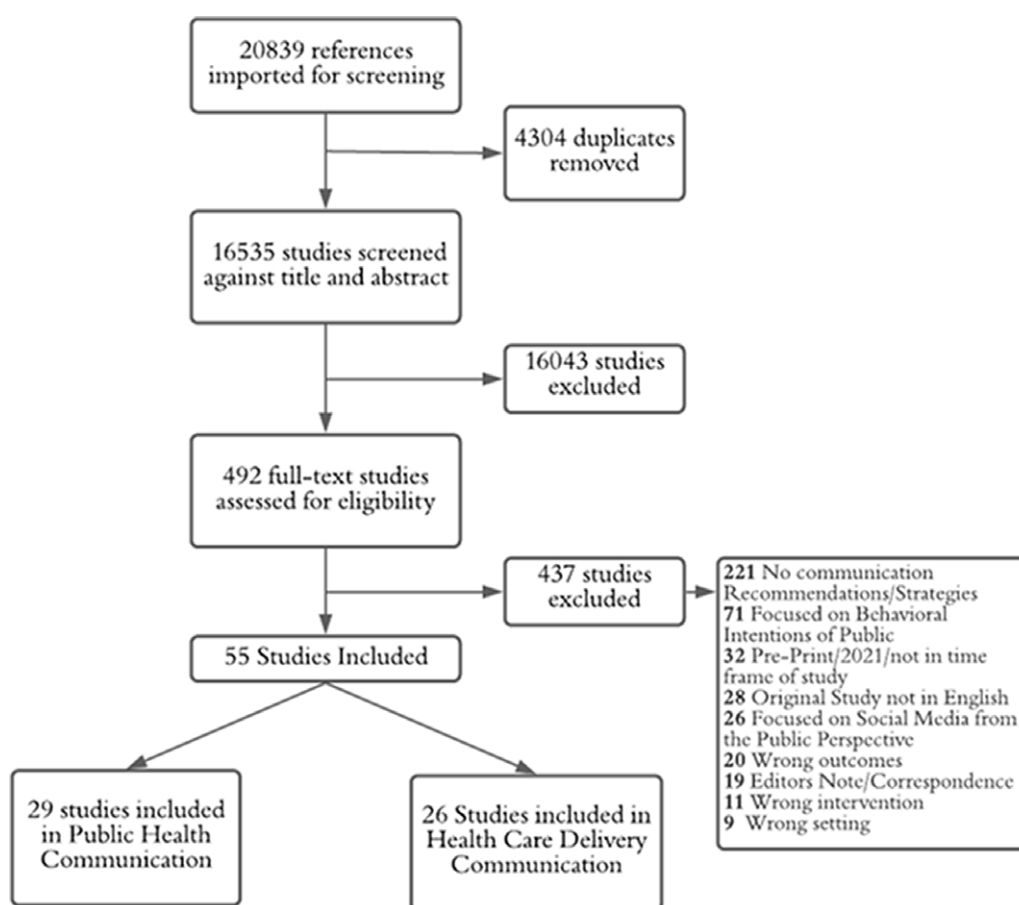 20839 references
imported for screening
4304 duplicates
removed
16535 studies screened
against title and abstract
16043 studies
excluded
492 full-text studies
assessed for eligibility
437 studies
excluded
221 No communication
Recommendations/Strategies
71 Focused on Behavioral
Intentions of Public
32 Pre-Print/2021/not in time
frame of study
28 Original Study not in English
26 Focused on Social Media from
the Public Perspective
20 Wrong outcomes
19 Editors Note/Correspondence
11 Wrong intervention
9 Wrong setting
55 Studies Included
29 studies included
in Public Health
Communication
26 Studies included in
Health Care Delivery
Communication